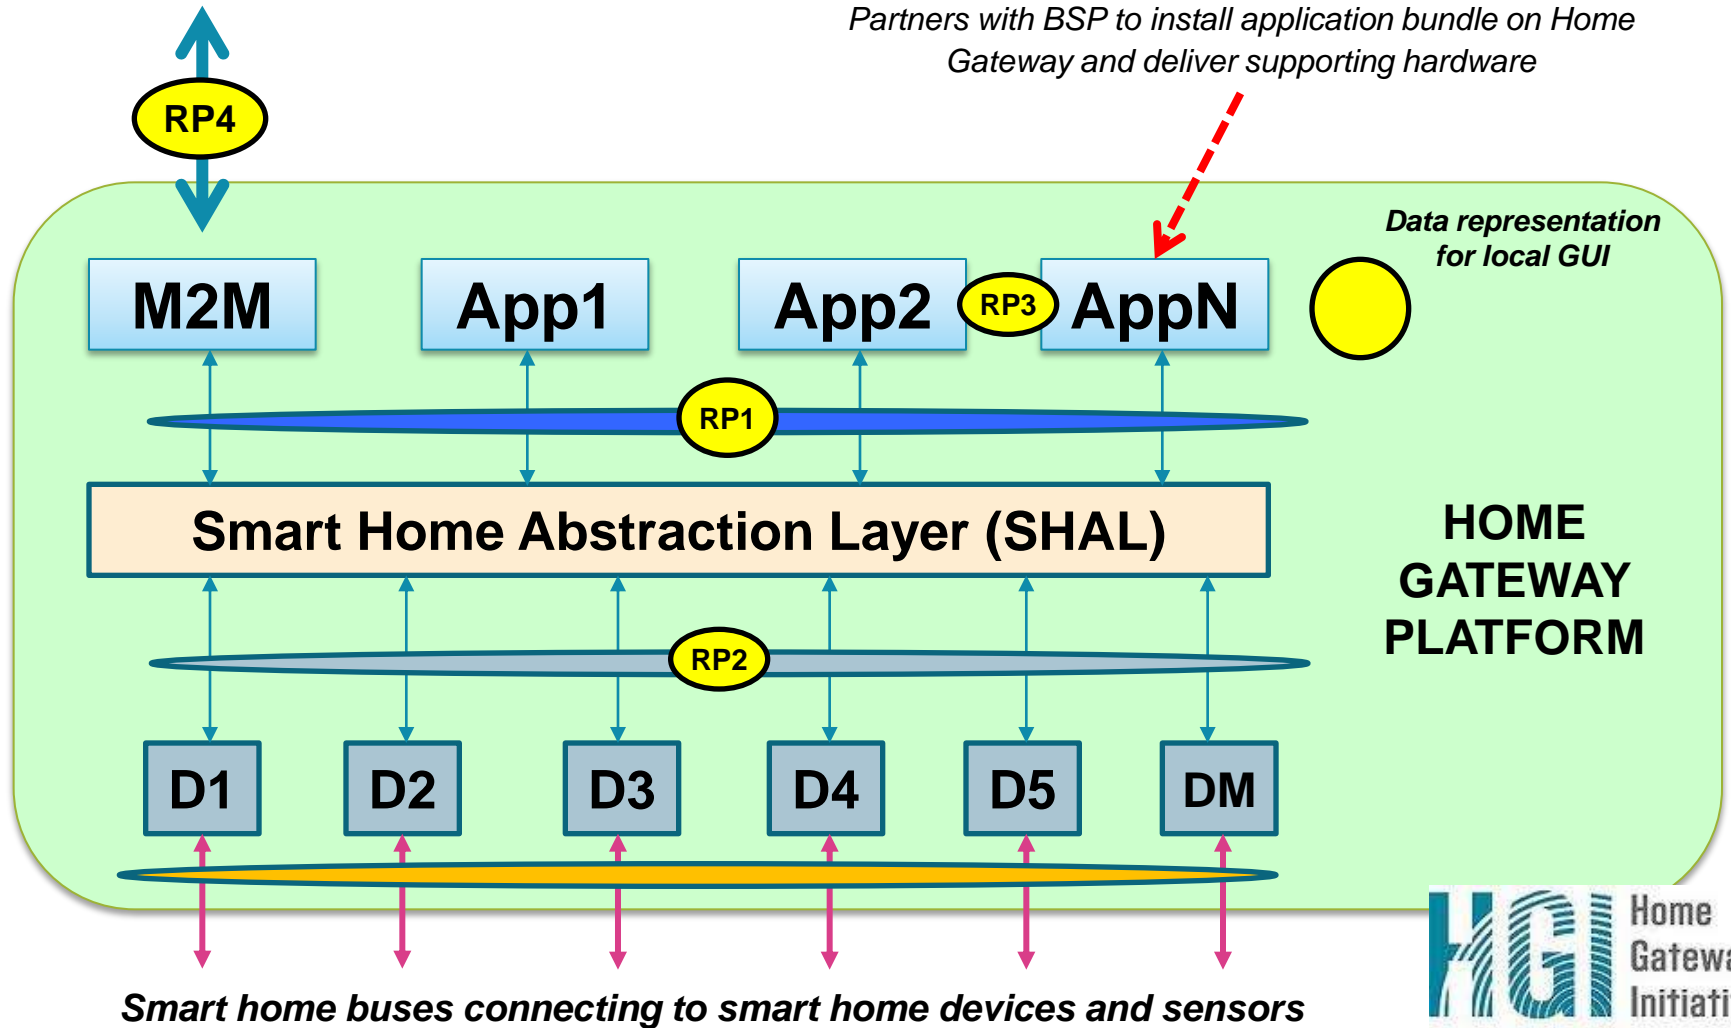 Partners with BSP to install application bundle on Home
Gateway and deliver supporting hardware
RP4
Data representation
for local GUI
M2M
App1
App2
RP3
AppN
RP1
Smart Home Abstraction Layer (SHAL)
HOME
GATEWAY
PLATFORM
RP2
D1
D2
D3
D4
D5
DM
HGI
Home
Gatewa
Initiati
Smart home buses connecting to smart home devices and sensors